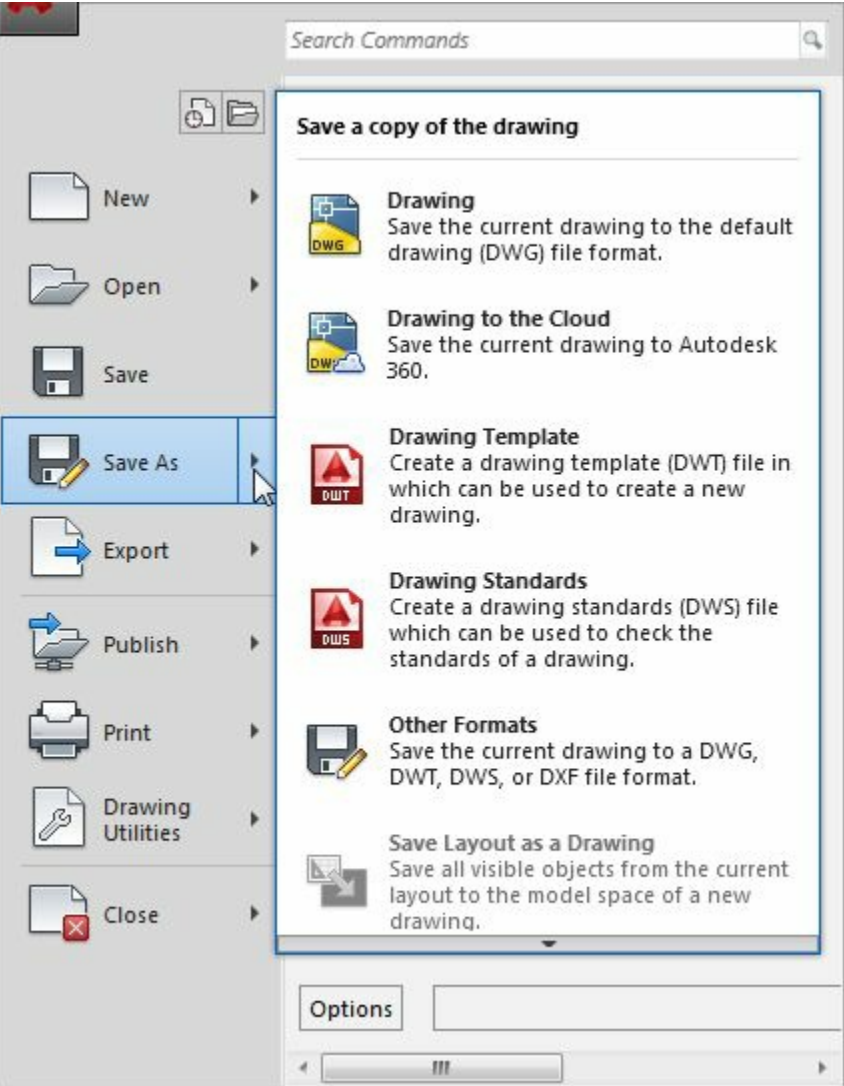 Search Commands
Save a copy of the drawing
New
Open
Save
Save As
Export
Publish
Print
Drawing
Utilities
Close
DWG
Drawing
Save the current drawing to the default
drawing (DWG) file format.
DW
Drawing to the Cloud
Save the current drawing to Autodesk
360.
DWT
Drawing Template
Create a drawing template (DWT) file in
which can be used to create a new
drawing.
DWS
Drawing Standards
Create a drawing standards (DWS) file
which can be used to check the
standards of a drawing.
Other Formats
Save the current drawing to a DWG,
DWT, DWS, or DXF file format.
Save Layout as a Drawing
Save all visible objects from the current
layout to the model space of a new
drawing.
Options